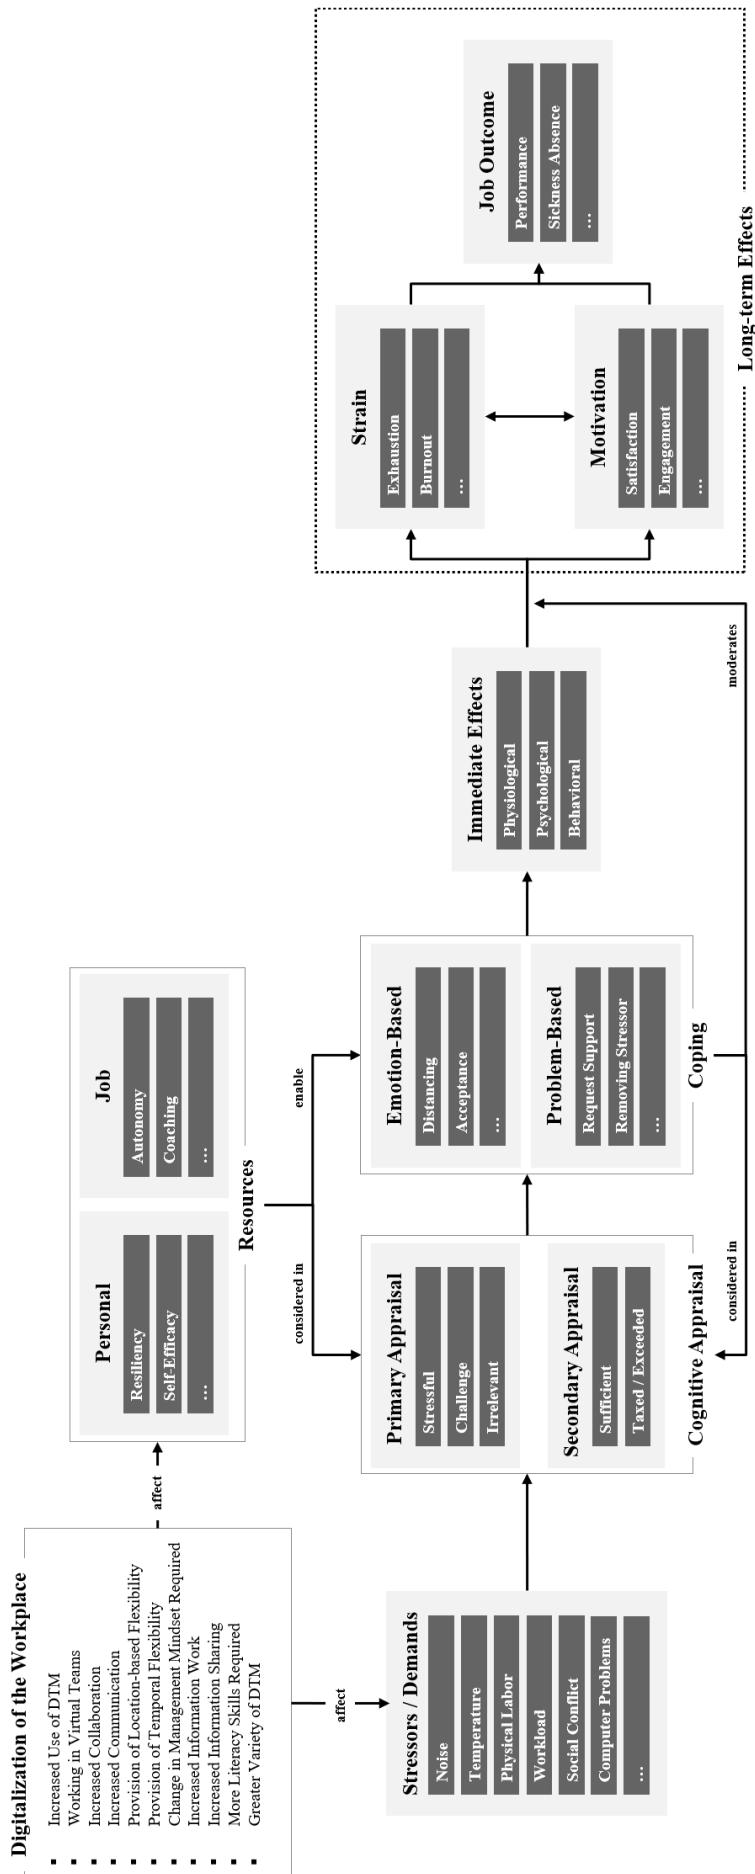 Digitalization of the Workplace
▪ Increased Use of DTM
▪ Working in Virtual Teams
▪ Increased Collaboration
▪ Increased Communication
▪ Provision of Location-based Flexibility
▪ Provision of Temporal Flexibility
▪ Change in Management Mindset Required
▪ Increased Information Work
▪ Increased Information Sharing
▪ More Literacy Skills Required
▪ Greater Variety of DTM
affect
affect
Personal
Resiliency
Self-Efficacy
...
Job
Autonomy
Coaching
...
Resources
considered in
enable
Stressors / Demands
Noise
Temperature
Physical Labor
Workload
Social Conflict
Computer Problems
...
Primary Appraisal
Stressful
Challenge
Irrelevant
Secondary Appraisal
Sufficient
Taxed / Exceeded
Cognitive Appraisal
Emotion-Based
Distancing
Acceptance
...
Problem-Based
Request Support
Removing Stressor
...
Coping
considered in
moderates
Immediate Effects
Physiological
Psychological
Behavioral
Strain
Exhaustion
Burnout
...
Motivation
Satisfaction
Engagement
...
Job Outcome
Performance
Sickness Absence
...
Long-term Effects